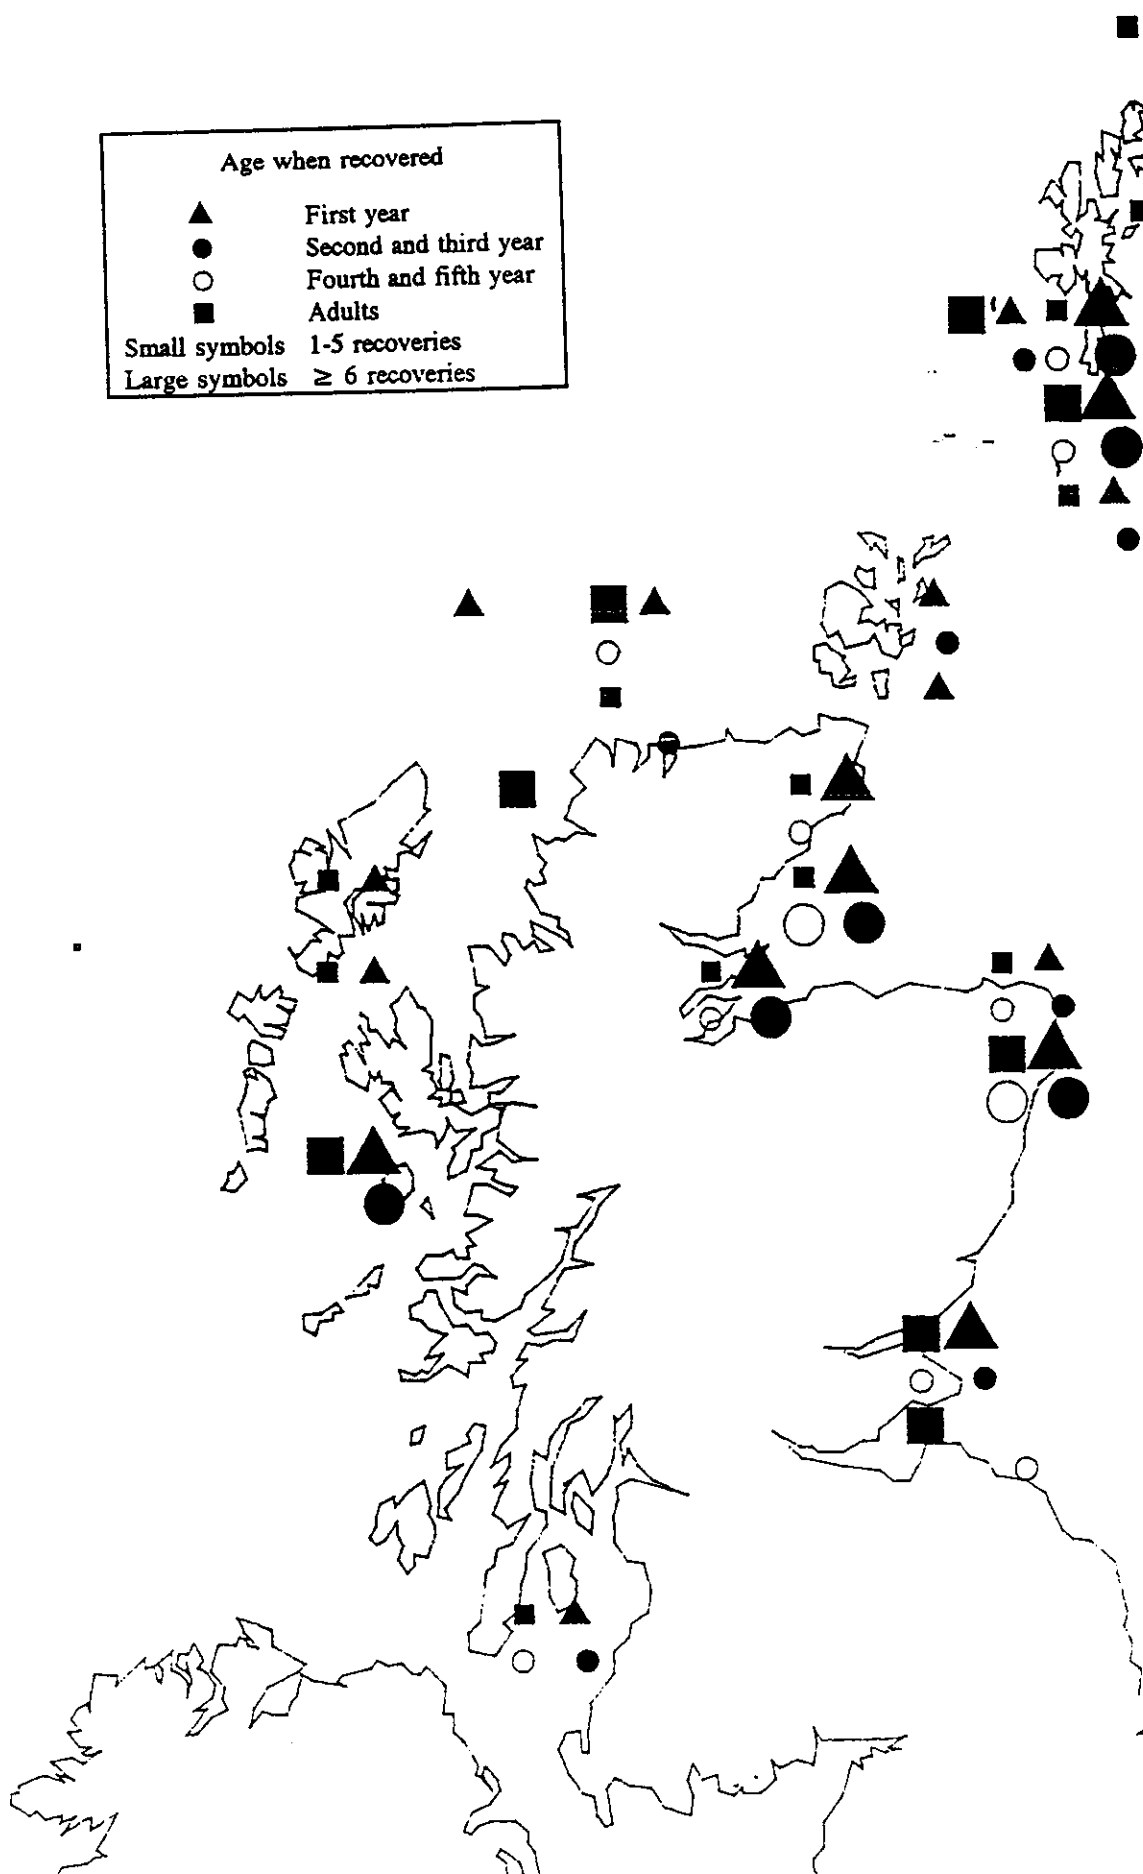 Age when recovered
First year
Second and third year
Fourth and fifth year
Adults
Small symbols 1-5 recoveries
Large symbols ≥ 6 recoveries